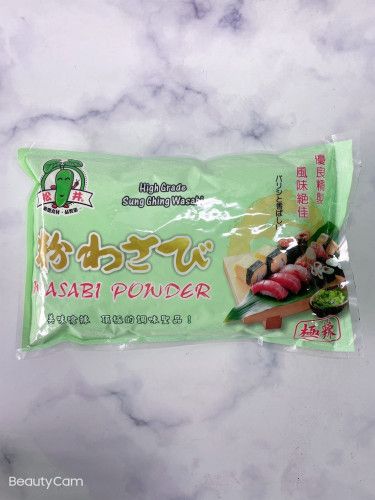 松井
High Grade
Sung Ching Wasabi
優良精製
風味絶佳
パリッと香ばしい
粉わさび
WASABI POWDER
美味嗆辣 頂極的調味聖品！
極辣
BeautyCam